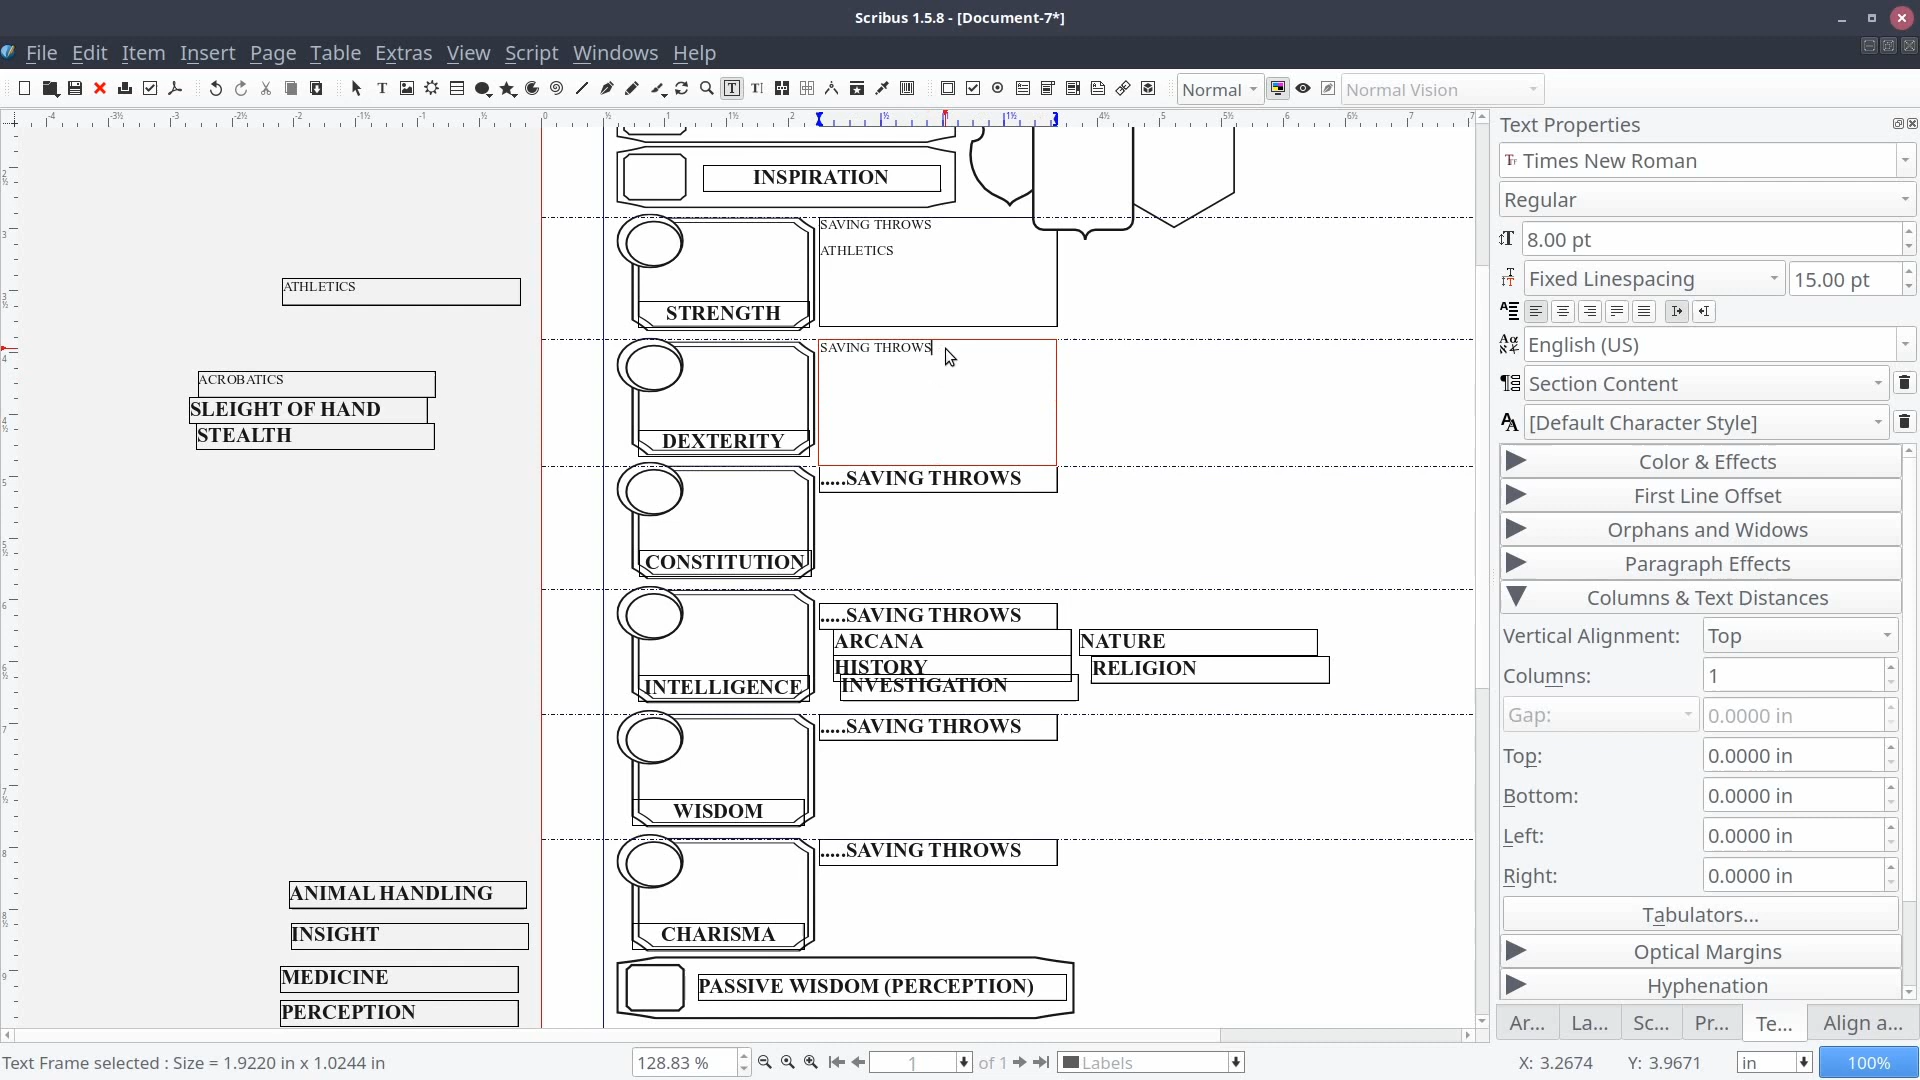 Scribus 1.5.8 - [Document-7*]
File Edit Item Insert Page Table Extras View Script Windows Help
Normal
Normal Vision
Text Properties
Times New Roman
Regular
8.00 pt
Fixed Linespacing
15.00 pt
English (US)
Section Content
[Default Character Style]
Color & Effects
First Line Offset
Orphans and Widows
Paragraph Effects
Columns & Text Distances
Vertical Alignment: Top
Columns: 1
Gap: 0.0000 in
Top: 0.0000 in
Bottom: 0.0000 in
Left: 0.0000 in
Right: 0.0000 in
Tabulators...
Optical Margins
Hyphenation
Ar... La... Sc... Pr... Te... Align a...
INSPIRATION
SAVING THROWS
ATHLETICS
ATHLETICS
STRENGTH
SAVING THROWS
ACROBATICS
SLEIGHT OF HAND
STEALTH
DEXTERITY
.....SAVING THROWS
CONSTITUTION
.....SAVING THROWS
ARCANA
NATURE
HISTORY
RELIGION
INVESTIGATION
INTELLIGENCE
.....SAVING THROWS
WISDOM
.....SAVING THROWS
ANIMAL HANDLING
INSIGHT
CHARISMA
MEDICINE
PASSIVE WISDOM (PERCEPTION)
PERCEPTION
Text Frame selected : Size = 1.9220 in x 1.0244 in
128.83 %
1
of 1
Labels
X: 3.2674
Y: 3.9671
in
100%